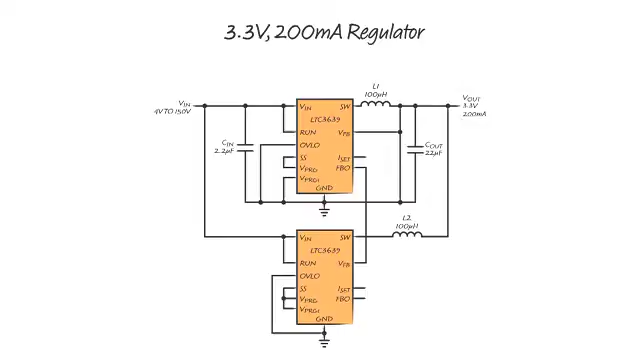 3.3V, 200mA Regulator
L1
100µH
VIN
4V TO 150V
VIN
SW
VOUT
3.3V
200mA
LTC3639
RUN
VFB
CIN
2.2µF
OVLO
COUT
22µF
SS
ISET
VPRG
FBO
VPRG1
GND
L2
100µH
VIN
SW
LTC3639
RUN
VFB
OVLO
SS
ISET
VPRG
FBO
VPRG1
GND